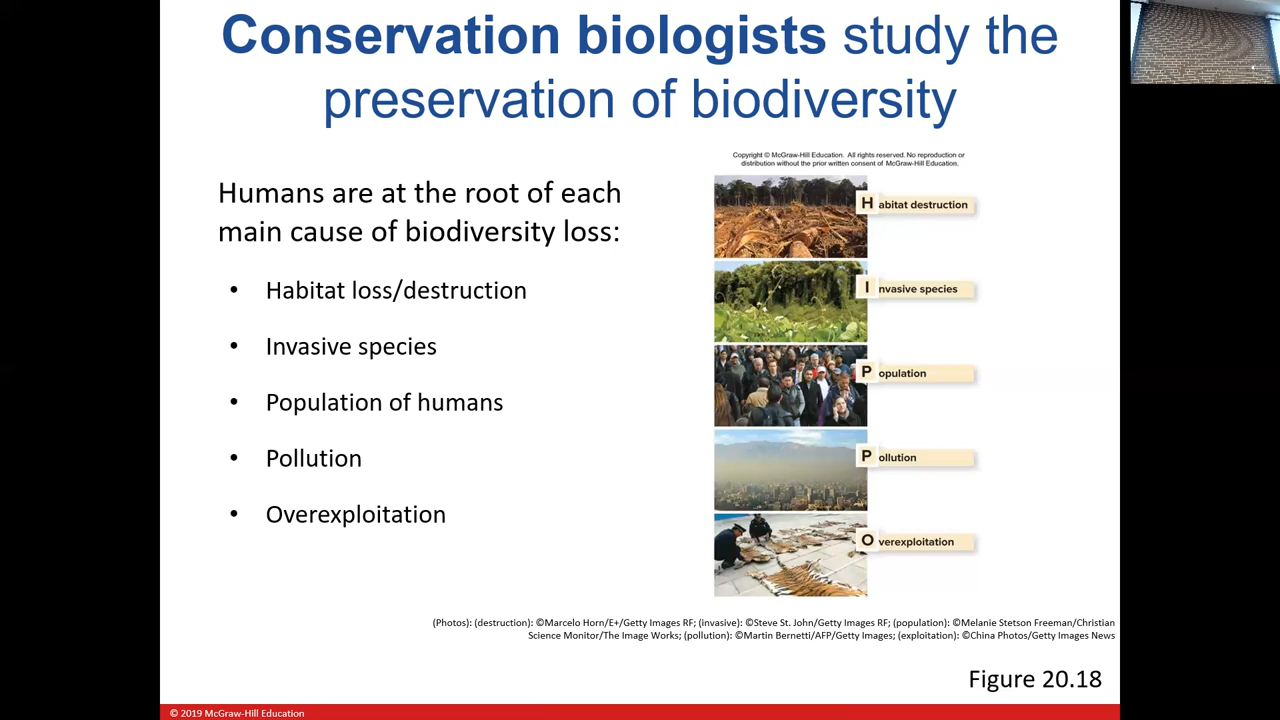 Conservation biologists study the
preservation of biodiversity
Humans are at the root of each
main cause of biodiversity loss:
• Habitat loss/destruction
• Invasive species
• Population of humans
• Pollution
• Overexploitation
Copyright © McGraw-Hill Education. All rights reserved. No reproduction or
distribution without the prior written consent of McGraw-Hill Education.
Habitat destruction
Invasive species
Population
Pollution
Overexploitation
(Photos): (destruction): ©Marcelo Horn/E+/Getty Images RF; (invasive): ©Steve St. John/Getty Images RF; (population): ©Melanie Stetson Freeman/Christian
Science Monitor/The Image Works; (pollution): ©Martin Bernetti/AFP/Getty Images; (exploitation): ©China Photos/Getty Images News
Figure 20.18
© 2019 McGraw-Hill Education